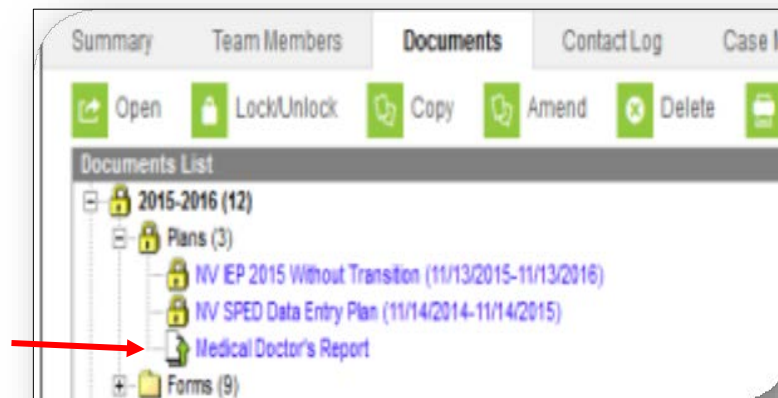 Summary Team Members Documents Contact Log Case
Open Lock/Unlock Copy Amend Delete
Documents List
2015-2016 (12)
Plans (3)
NV IEP 2015 Without Transition (11/13/2015-11/13/2016)
NV SPED Data Entry Plan (11/14/2014-11/14/2015)
Medical Doctor's Report
Forms (9)